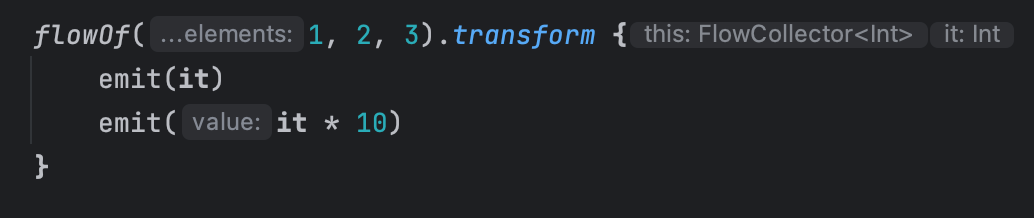 flowOf(...elements: 1, 2, 3).transform { this: FlowCollector<Int> it: Int
emit(it)
emit(value: it * 10)
}